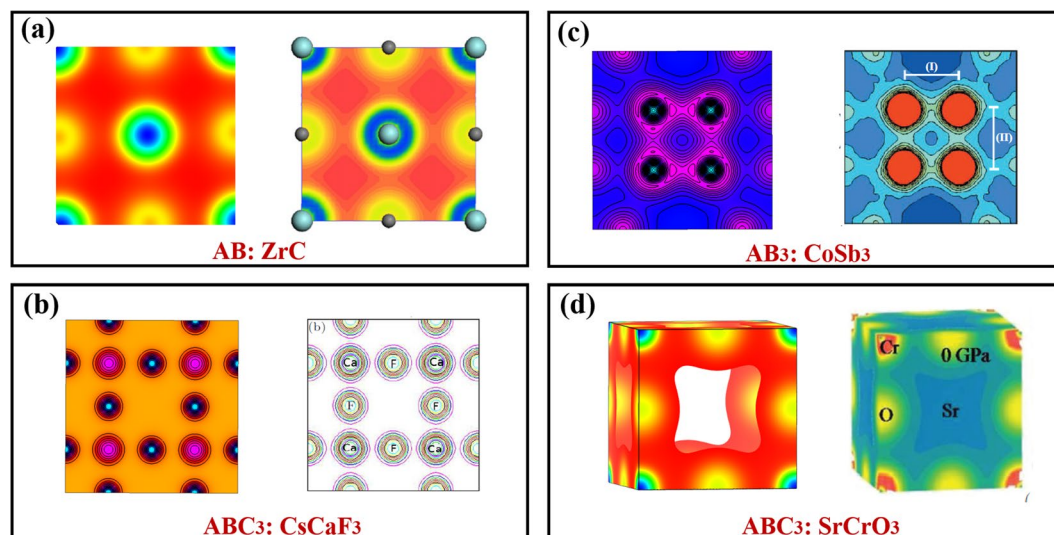 (a)
AB: ZrC
(c)
(I)
(II)
AB3: CoSb3
(b)
(b)
Ca
F
Ca
F
F
Ca
F
Ca
ABC3: CsCaF3
(d)
Cr
0 GPa
O
Sr
(
ABC3: SrCrO3